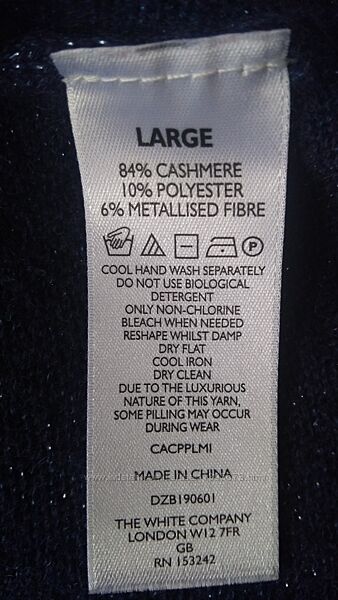 LARGE
84% CASHMERE
10% POLYESTER
6% METALLISED FIBRE
P
COOL HAND WASH SEPARATELY
DO NOT USE BIOLOGICAL
DETERGENT
ONLY NON-CHLORINE
BLEACH WHEN NEEDED
RESHAPE WHILST DAMP
DRY FLAT
COOL IRON
DRY CLEAN
DUE TO THE LUXURIOUS
NATURE OF THIS YARN,
SOME PILLING MAY OCCUR
DURING WEAR
CACPPLMI
MADE IN CHINA
DZB190601
THE WHITE COMPANY
LONDON W12 7FR
GB
RN 153242